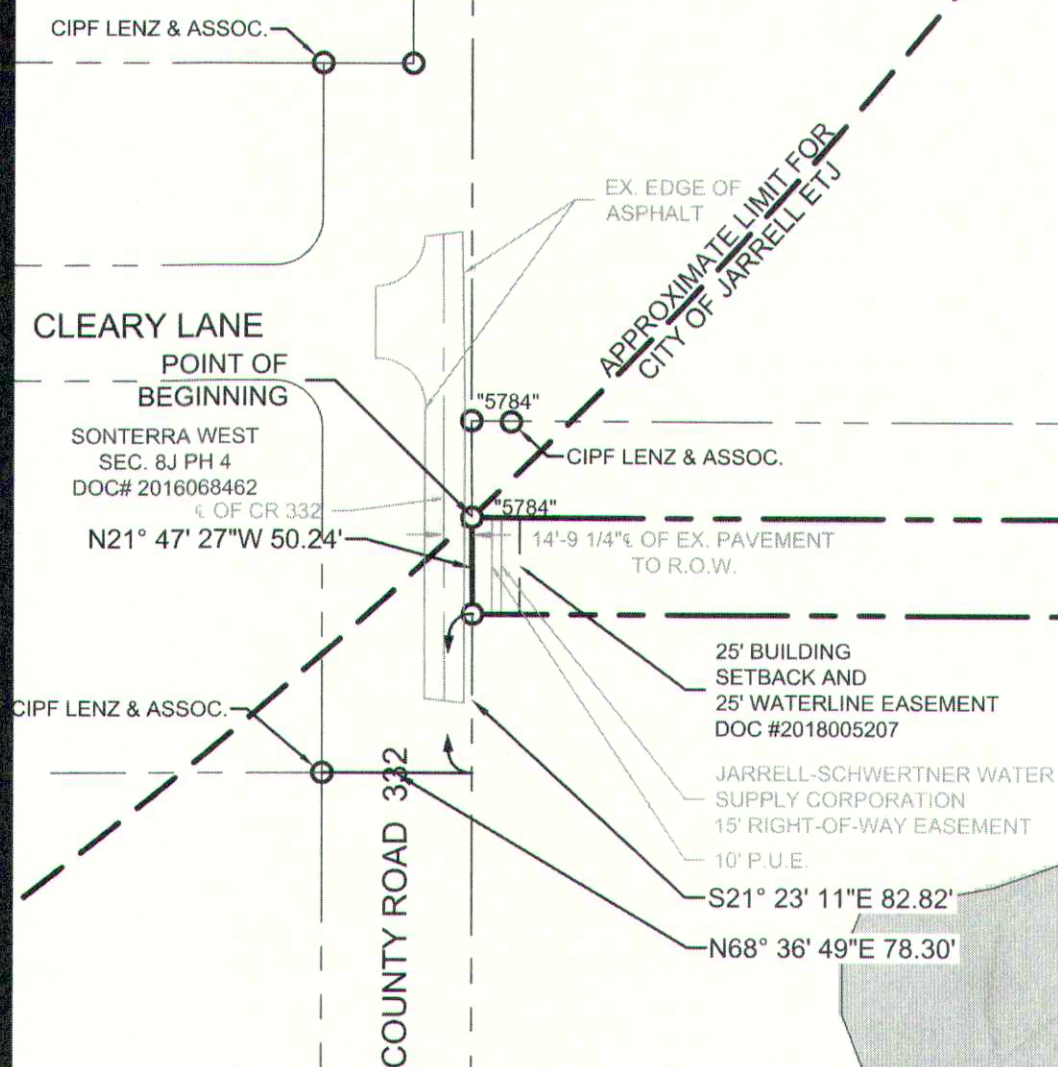 CIPF LENZ & ASSOC.
EX. EDGE OF
ASPHALT
APPROXIMATE LIMIT FOR
CITY OF JARRELL ETJ
CLEARY LANE
POINT OF
BEGINNING
"5784"
SONTERRA WEST
SEC. 8J PH 4
DOC# 2016068462
CIPF LENZ & ASSOC.
"5784"
℄ OF CR 332
N21° 47' 27"W 50.24'
14'-9 1/4"℄ OF EX. PAVEMENT
TO R.O.W.
25' BUILDING
SETBACK AND
25' WATERLINE EASEMENT
DOC #2018005207
CIPF LENZ & ASSOC.
COUNTY ROAD 332
JARRELL-SCHWERTNER WATER
SUPPLY CORPORATION
15' RIGHT-OF-WAY EASEMENT
10' P.U.E.
S21° 23' 11"E 82.82'
N68° 36' 49"E 78.30'